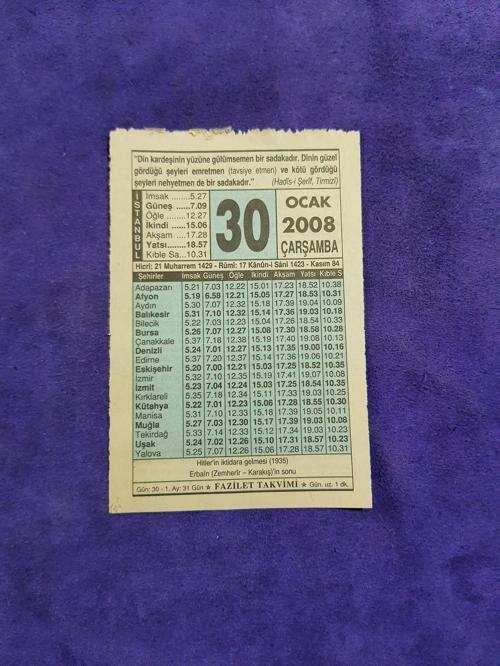 "Din kardeşinin yüzüne gülümsemen bir sadakadır. Dinin güzel
gördüğü şeyleri emretmen (tavsiye etmen) ve kötü gördüğü
şeyleri nehyetmen de bir sadakadır." (Hadîs-i Şerîf, Tirmizî)
İSTANBUL
İmsak ........5.27
Güneş ......7.09
Öğle ........12.27
İkindi ......15.06
Akşam ....17.28
Yatsı........18.57
Kıble Sa...10.31
30
OCAK
2008
ÇARŞAMBA
Hicrî: 21 Muharrem 1429 - Rûmî: 17 Kânûn-i Sânî 1423 - Kasım 84
Şehirler İmsak Güneş Öğle İkindi Akşam Yatsı Kıble S
Adapazarı 5.21 7.03 12.22 15.01 17.23 18.52 10.38
Afyon 5.19 6.58 12.21 15.05 17.27 18.53 10.31
Aydın 5.30 7.07 12.32 15.18 17.39 19.04 10.09
Balıkesir 5.31 7.10 12.32 15.14 17.36 19.03 10.18
Bilecik 5.22 7.03 12.23 15.04 17.26 18.54 10.33
Bursa 5.26 7.07 12.27 15.08 17.30 18.58 10.28
Çanakkale 5.37 7.18 12.38 15.19 17.40 19.08 10.13
Denizli 5.24 7.01 12.27 15.13 17.35 19.00 10.16
Edirne 5.37 7.20 12.37 15.14 17.36 19.06 10.21
Eskişehir 5.20 7.00 12.21 15.03 17.25 18.52 10.35
İzmir 5.32 7.10 12.35 15.19 17.41 19.07 10.08
İzmit 5.23 7.04 12.24 15.03 17.25 18.54 10.35
Kırklareli 5.35 7.18 12.34 15.11 17.33 19.03 10.25
Kütahya 5.22 7.01 12.23 15.06 17.28 18.55 10.30
Manisa 5.31 7.10 12.33 15.18 17.39 19.05 10.11
Muğla 5.27 7.03 12.30 15.17 17.39 19.03 10.08
Tekirdağ 5.33 7.14 12.33 15.12 17.34 19.03 10.23
Uşak 5.24 7.02 12.26 15.10 17.31 18.57 10.23
Yalova 5.25 7.07 12.26 15.06 17.28 18.57 10.31
Hitler'in iktidara gelmesi (1935)
Erbaîn (Zemherîr – Karakış)'in sonu
Gün: 30 - 1. Ay: 31 Gün ★ FAZİLET TAKVİMİ ★ Gün. uz. 1 dk.